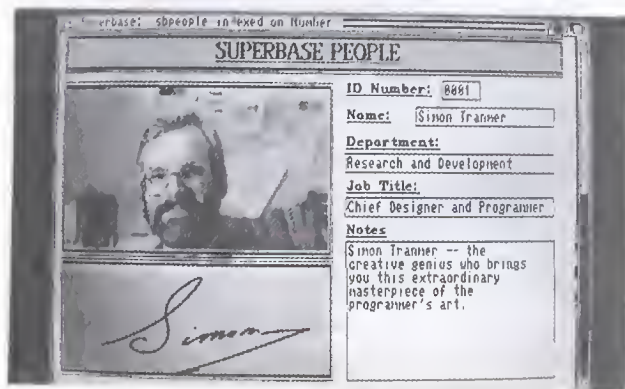 erbase: sbpeople indexed on Number
SUPERBASE PEOPLE
ID Number: 0001
Name: Simon Tranmer
Department:
Research and Development
Job Title:
Chief Designer and Programmer
Notes
Simon Tranmer -- the
creative genius who brings
you this extraordinary
masterpiece of the
programmer's art.
Simon